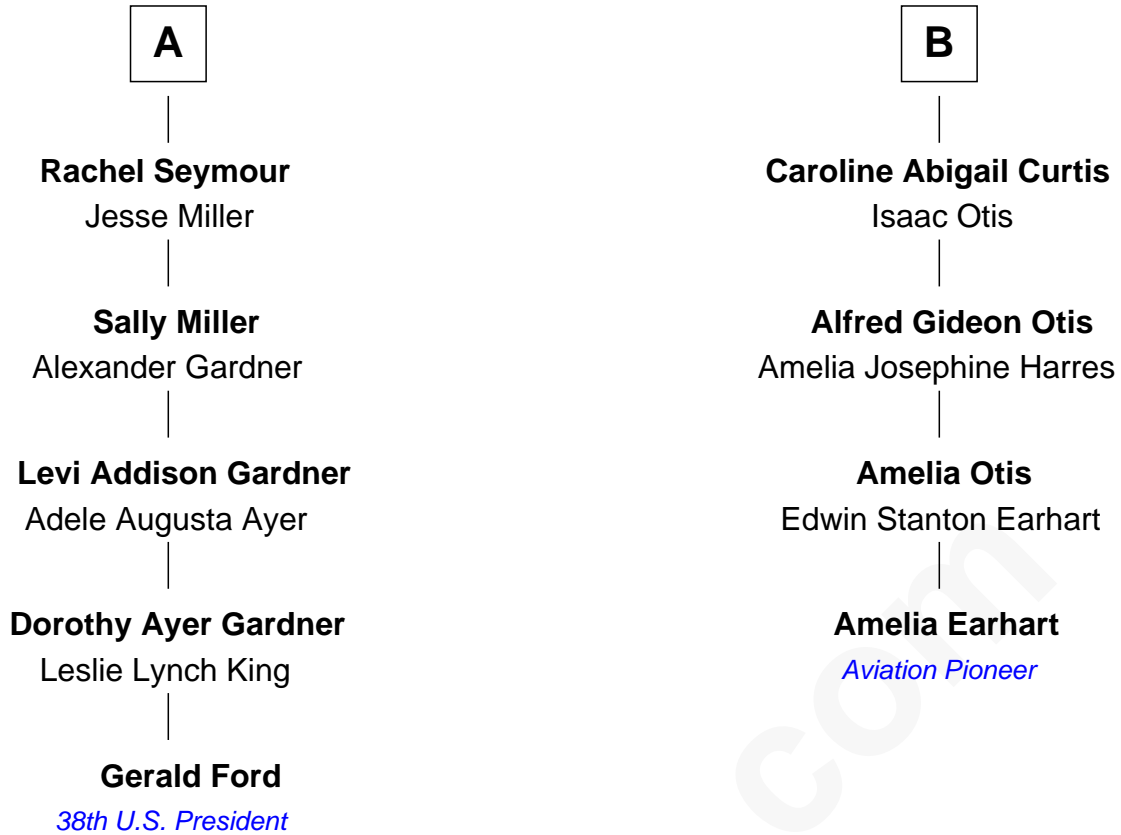 A
Rachel Seymour
Jesse Miller
Sally Miller
Alexander Gardner
Levi Addison Gardner
Adele Augusta Ayer
Dorothy Ayer Gardner
Leslie Lynch King
Gerald Ford
38th U.S. President
B
Caroline Abigail Curtis
Isaac Otis
Alfred Gideon Otis
Amelia Josephine Harres
Amelia Otis
Edwin Stanton Earhart
Amelia Earhart
Aviation Pioneer
com